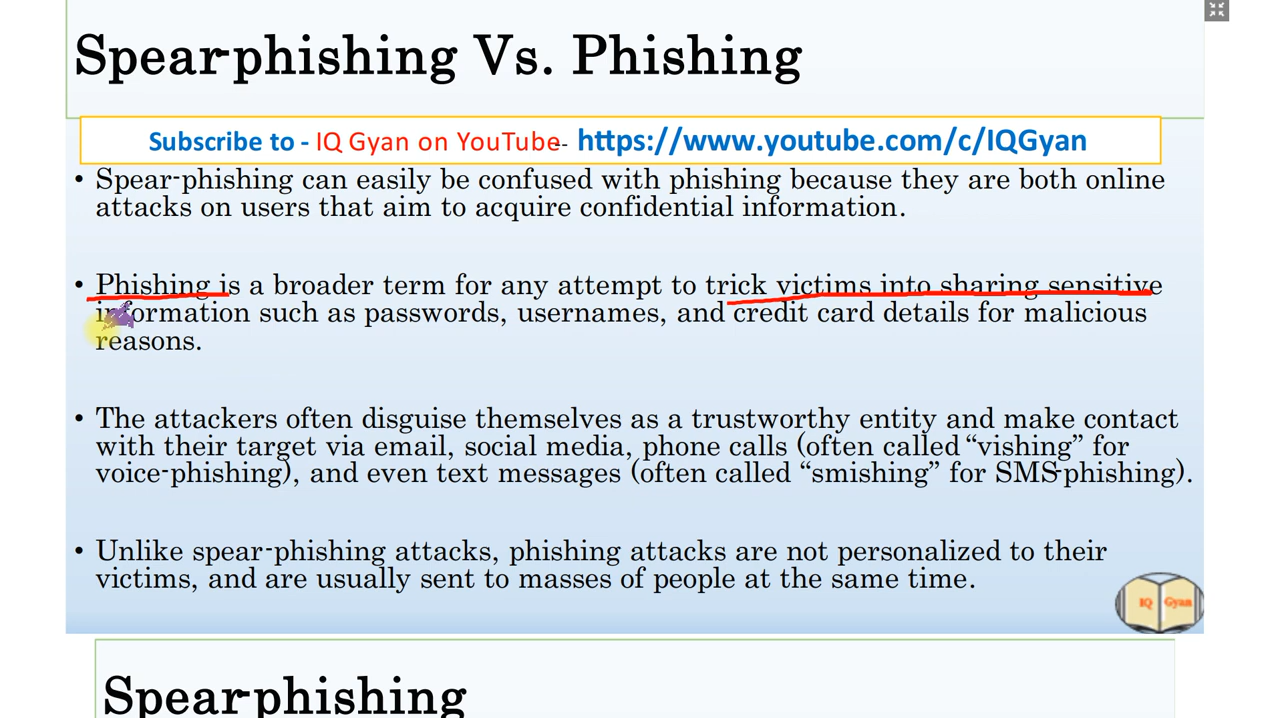 Spear-phishing Vs. Phishing
Subscribe to - IQ Gyan on YouTube-- https://www.youtube.com/c/IQGyan
• Spear-phishing can easily be confused with phishing because they are both online
attacks on users that aim to acquire confidential information.
• Phishing is a broader term for any attempt to trick victims into sharing sensitive
information such as passwords, usernames, and credit card details for malicious
reasons.
• The attackers often disguise themselves as a trustworthy entity and make contact
with their target via email, social media, phone calls (often called “vishing” for
voice-phishing), and even text messages (often called “smishing” for SMS-phishing).
• Unlike spear-phishing attacks, phishing attacks are not personalized to their
victims, and are usually sent to masses of people at the same time.
IQ Gyan
Spear-phishing